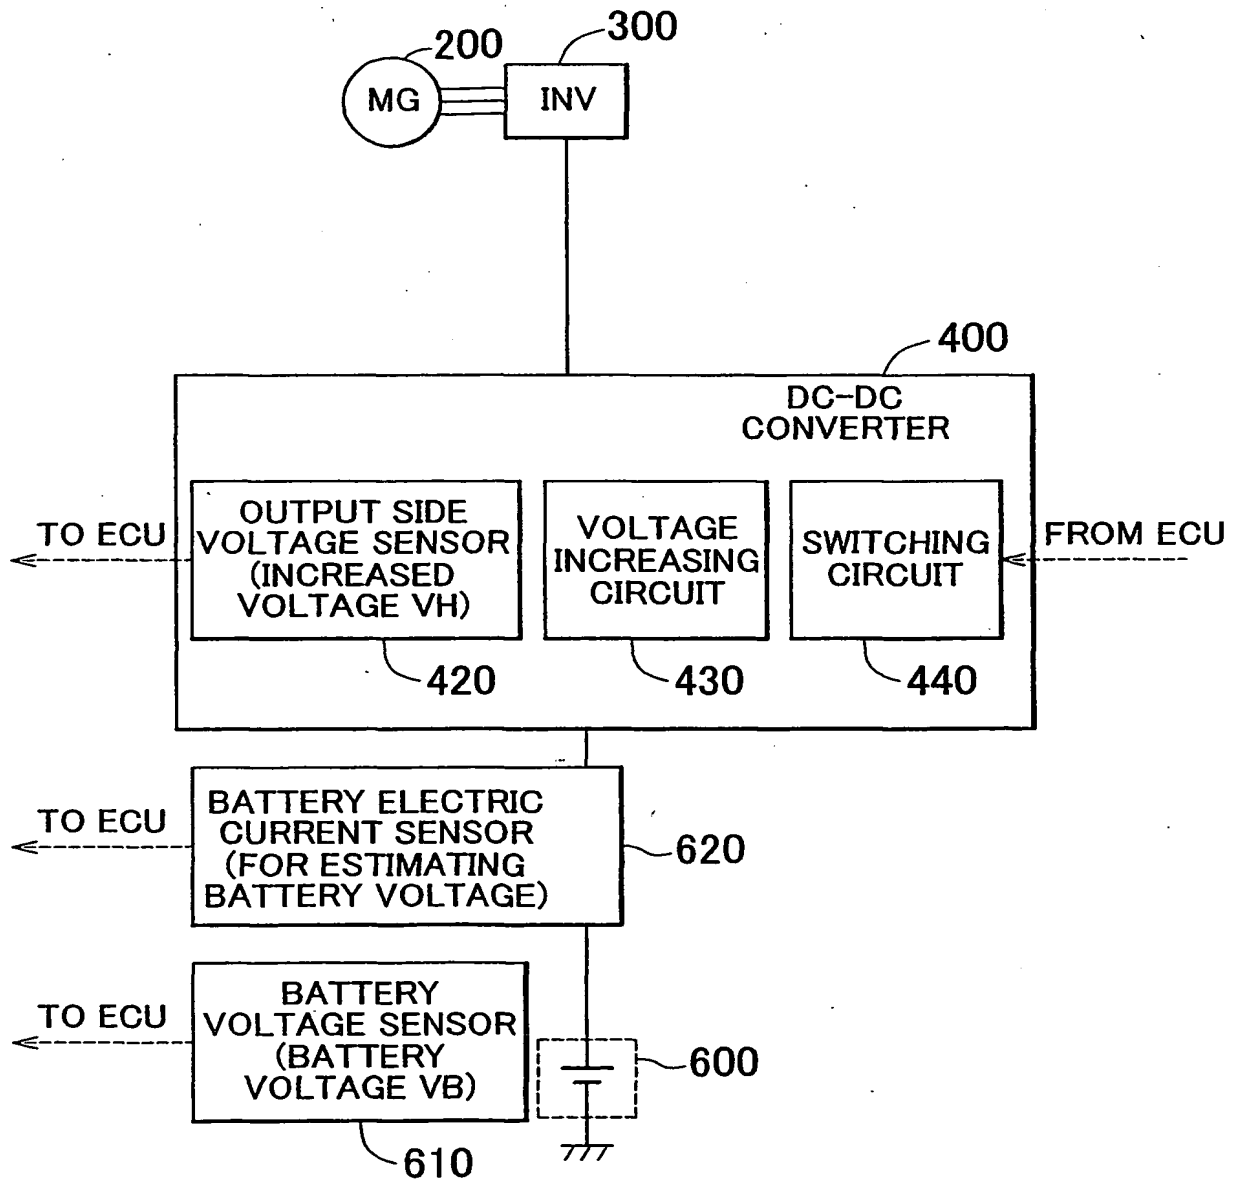 200
300
MG
INV
400
DC-DC
CONVERTER
TO ECU
OUTPUT SIDE
VOLTAGE SENSOR
(INCREASED
VOLTAGE VH)
VOLTAGE
INCREASING
CIRCUIT
SWITCHING
CIRCUIT
FROM ECU
420
430
440
TO ECU
BATTERY ELECTRIC
CURRENT SENSOR
(FOR ESTIMATING
BATTERY VOLTAGE)
620
TO ECU
BATTERY
VOLTAGE SENSOR
(BATTERY
VOLTAGE VB)
600
610